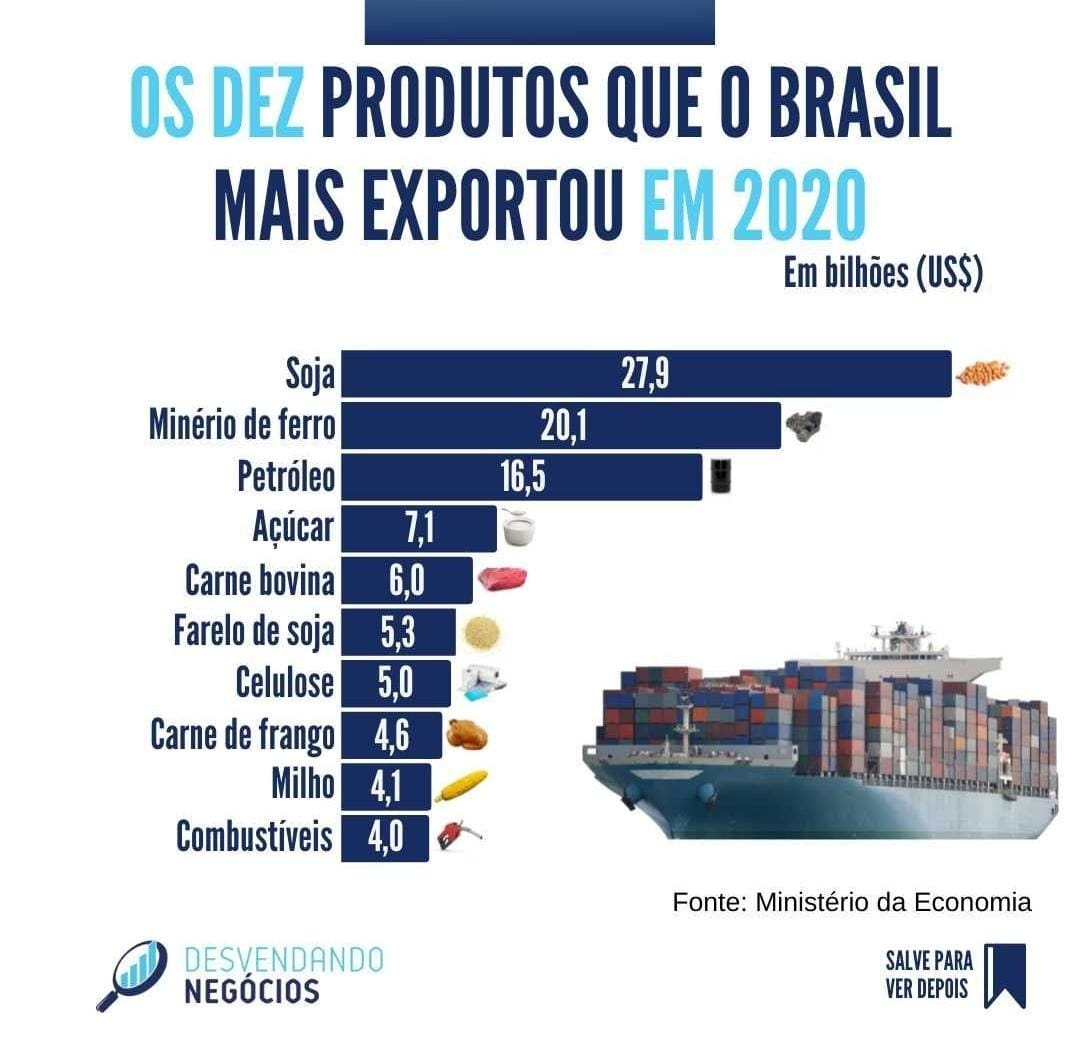 OS DEZ PRODUTOS QUE O BRASIL
MAIS EXPORTOU EM 2020
Em bilhões (US$)
Soja 27,9
Minério de ferro 20,1
Petróleo 16,5
Açúcar 7,1
Carne bovina 6,0
Farelo de soja 5,3
Celulose 5,0
Carne de frango 4,6
Milho 4,1
Combustíveis 4,0
Fonte: Ministério da Economia
DESVENDANDO
NEGÓCIOS
SALVE PARA
VER DEPOIS